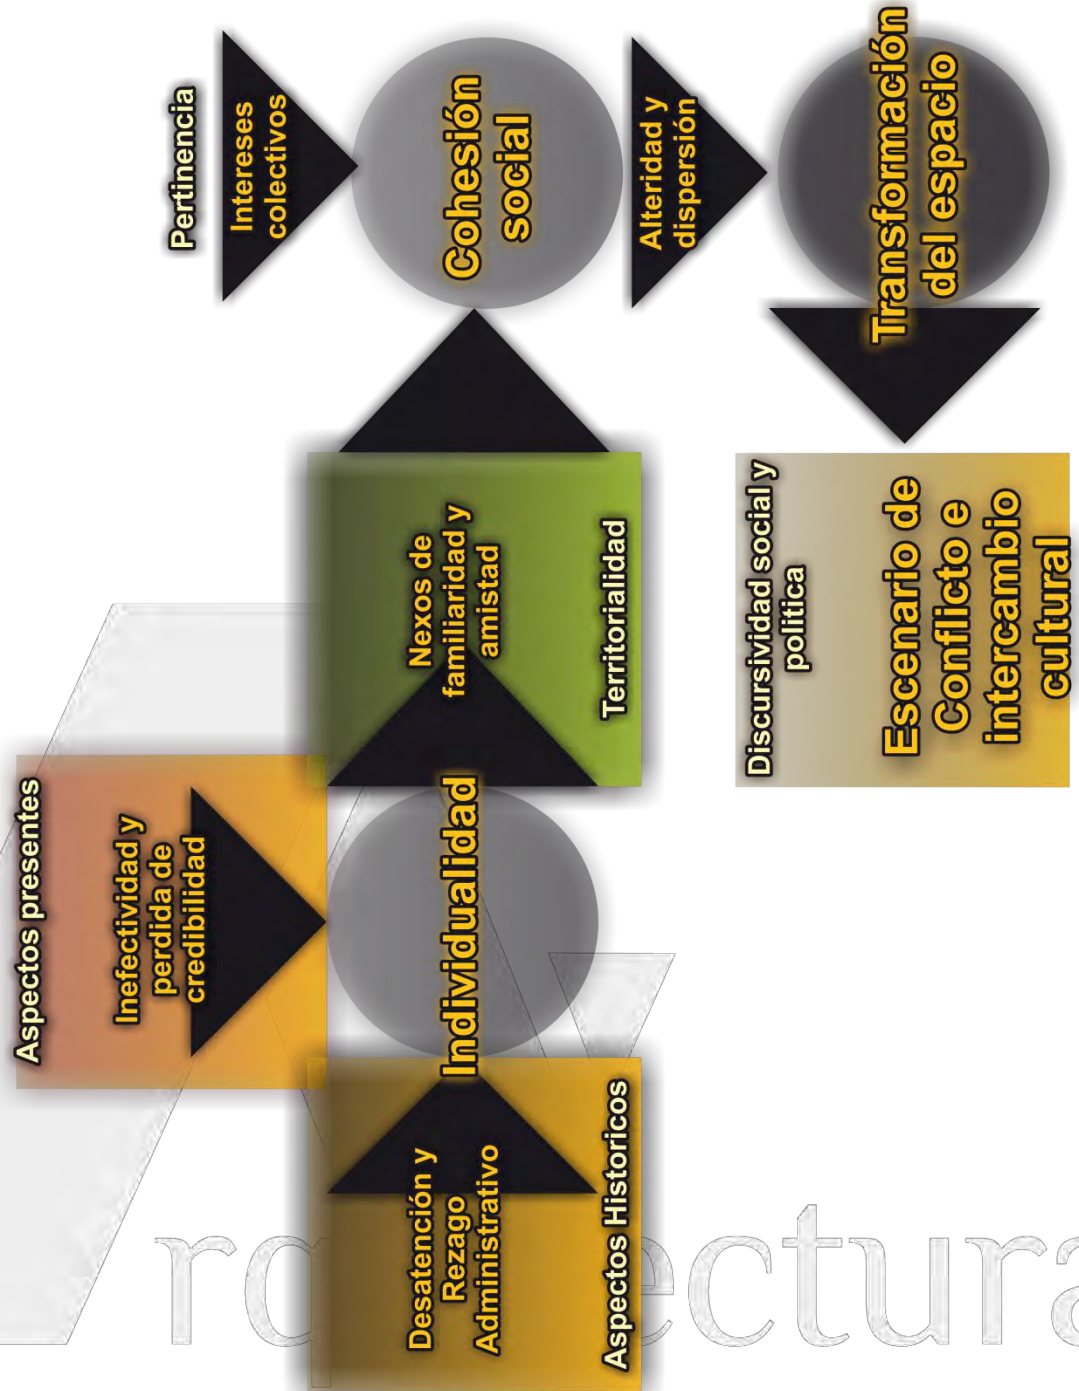 Aspectos presentes
Inefectividad y
perdida de
credibilidad
Pertinencia
Intereses
colectivos
Desatención y
Rezago
Administrativo
Aspectos Historicos
Individualidad
Nexos de
familiaridad y
amistad
Territorialidad
Cohesión
social
Alteridad y
dispersión
Transformación
del espacio
Discursividad social y
politica
Escenario de
Conflicto e
intercambio
cultural